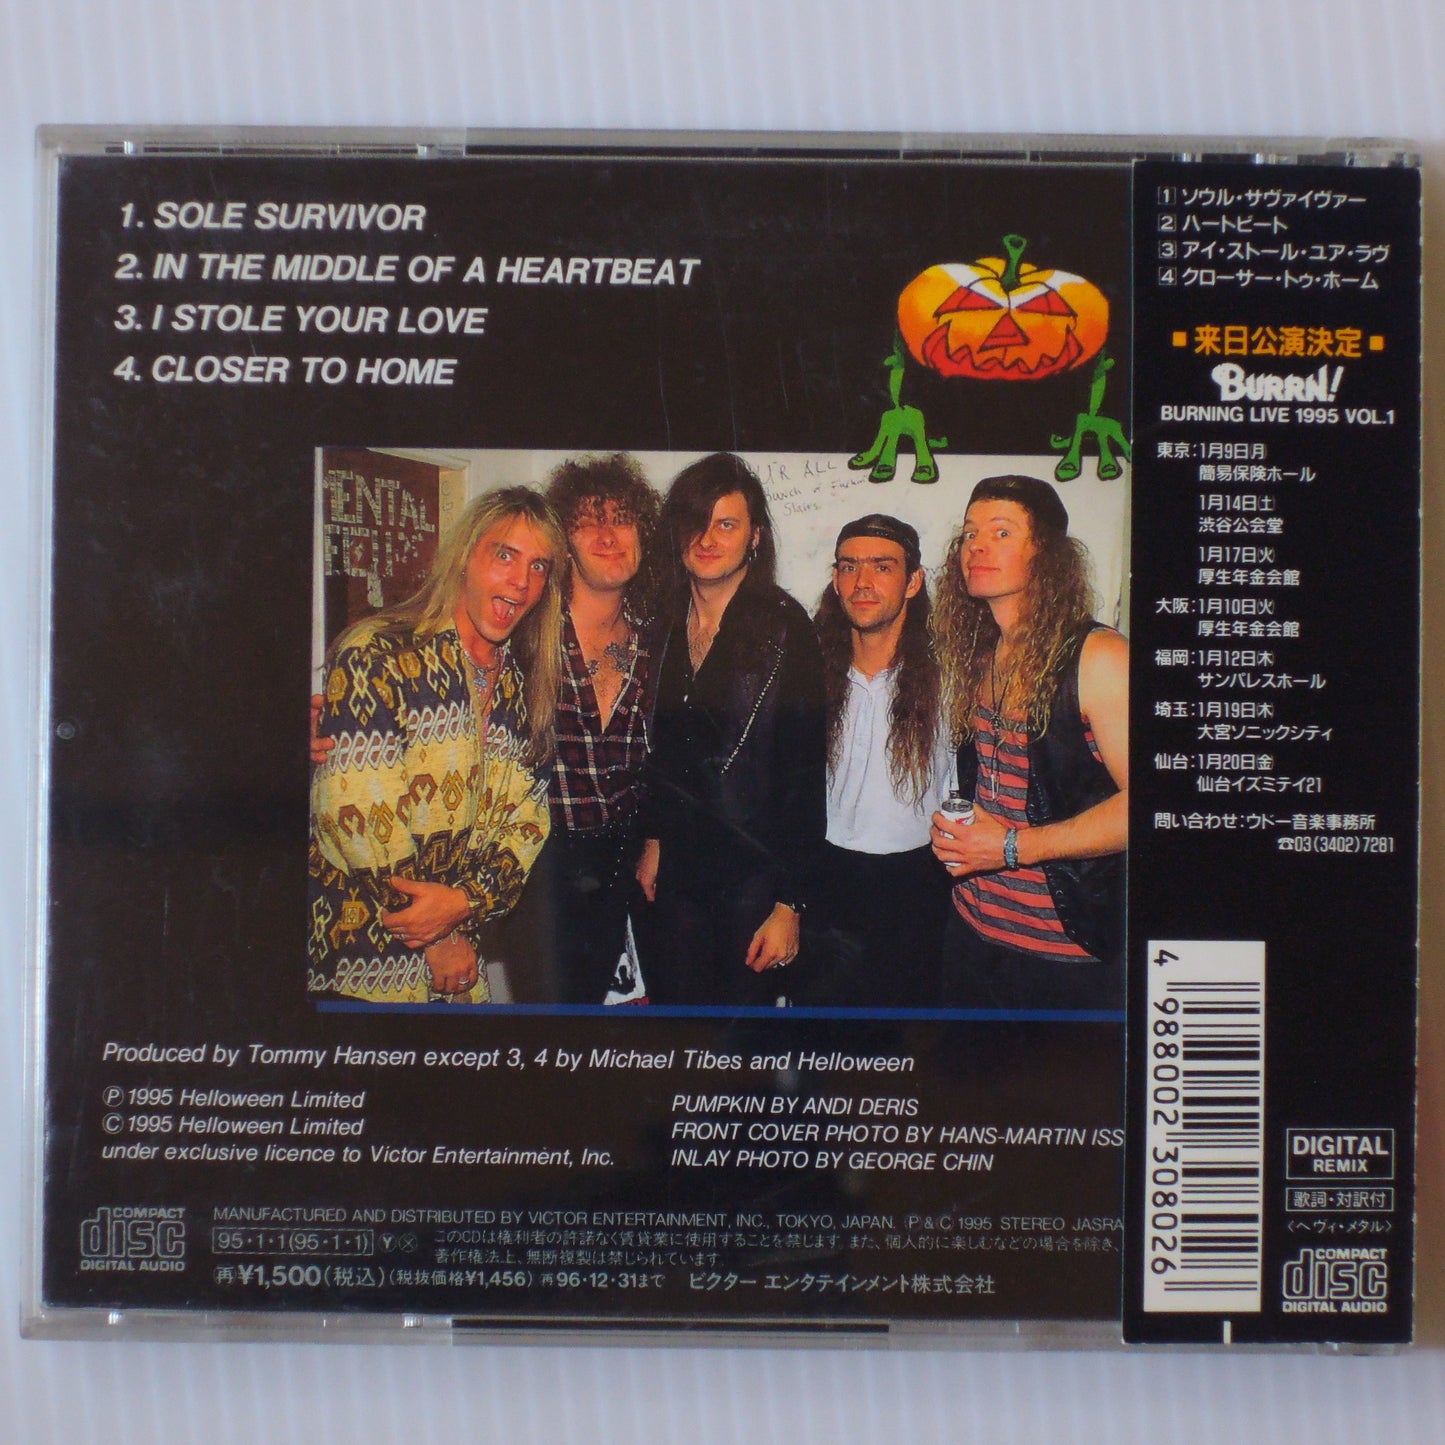 1. SOLE SURVIVOR
2. IN THE MIDDLE OF A HEARTBEAT
3. I STOLE YOUR LOVE
4. CLOSER TO HOME
ENTAL
U'R ALL
Produced by Tommy Hansen except 3, 4 by Michael Tibes and Helloween
Ⓟ 1995 Helloween Limited
Ⓒ 1995 Helloween Limited
under exclusive licence to Victor Entertainment, Inc.
PUMPKIN BY ANDI DERIS
FRONT COVER PHOTO BY HANS-MARTIN ISS
INLAY PHOTO BY GEORGE CHIN
COMPACT
disc
DIGITAL AUDIO
MANUFACTURED AND DISTRIBUTED BY VICTOR ENTERTAINMENT, INC., TOKYO, JAPAN. Ⓟ&Ⓒ 1995 STEREO JASRA
95・1・1(95・1・1) Ⓨ
このCDは権利者の許諾なく賃貸業に使用することを禁じます。また、個人的に楽しむなどの場合を除き、
著作権法上、無断複製は禁じられています。
再¥1,500(税込)(税抜価格¥1,456) 再96・12・31まで ビクター エンタテインメント株式会社
1 ソウル・サヴァイヴァー
2 ハートビート
3 アイ・ストール・ユア・ラヴ
4 クローサー・トゥ・ホーム
■来日公演決定■
BURRN!
BURNING LIVE 1995 VOL.1
東京:1月9日(月)
簡易保険ホール
1月14日(土)
渋谷公会堂
1月17日(火)
厚生年金会館
大阪:1月10日(火)
厚生年金会館
福岡:1月12日(木)
サンパレスホール
埼玉:1月19日(木)
大宮ソニックシティ
仙台:1月20日(金)
仙台イズミティ21
問い合わせ:ウドー音楽事務所
☎03(3402)7281
4 988002 308026
DIGITAL
REMIX
歌詞・対訳付
〈ヘヴィ・メタル〉
COMPACT
disc
DIGITAL AUDIO